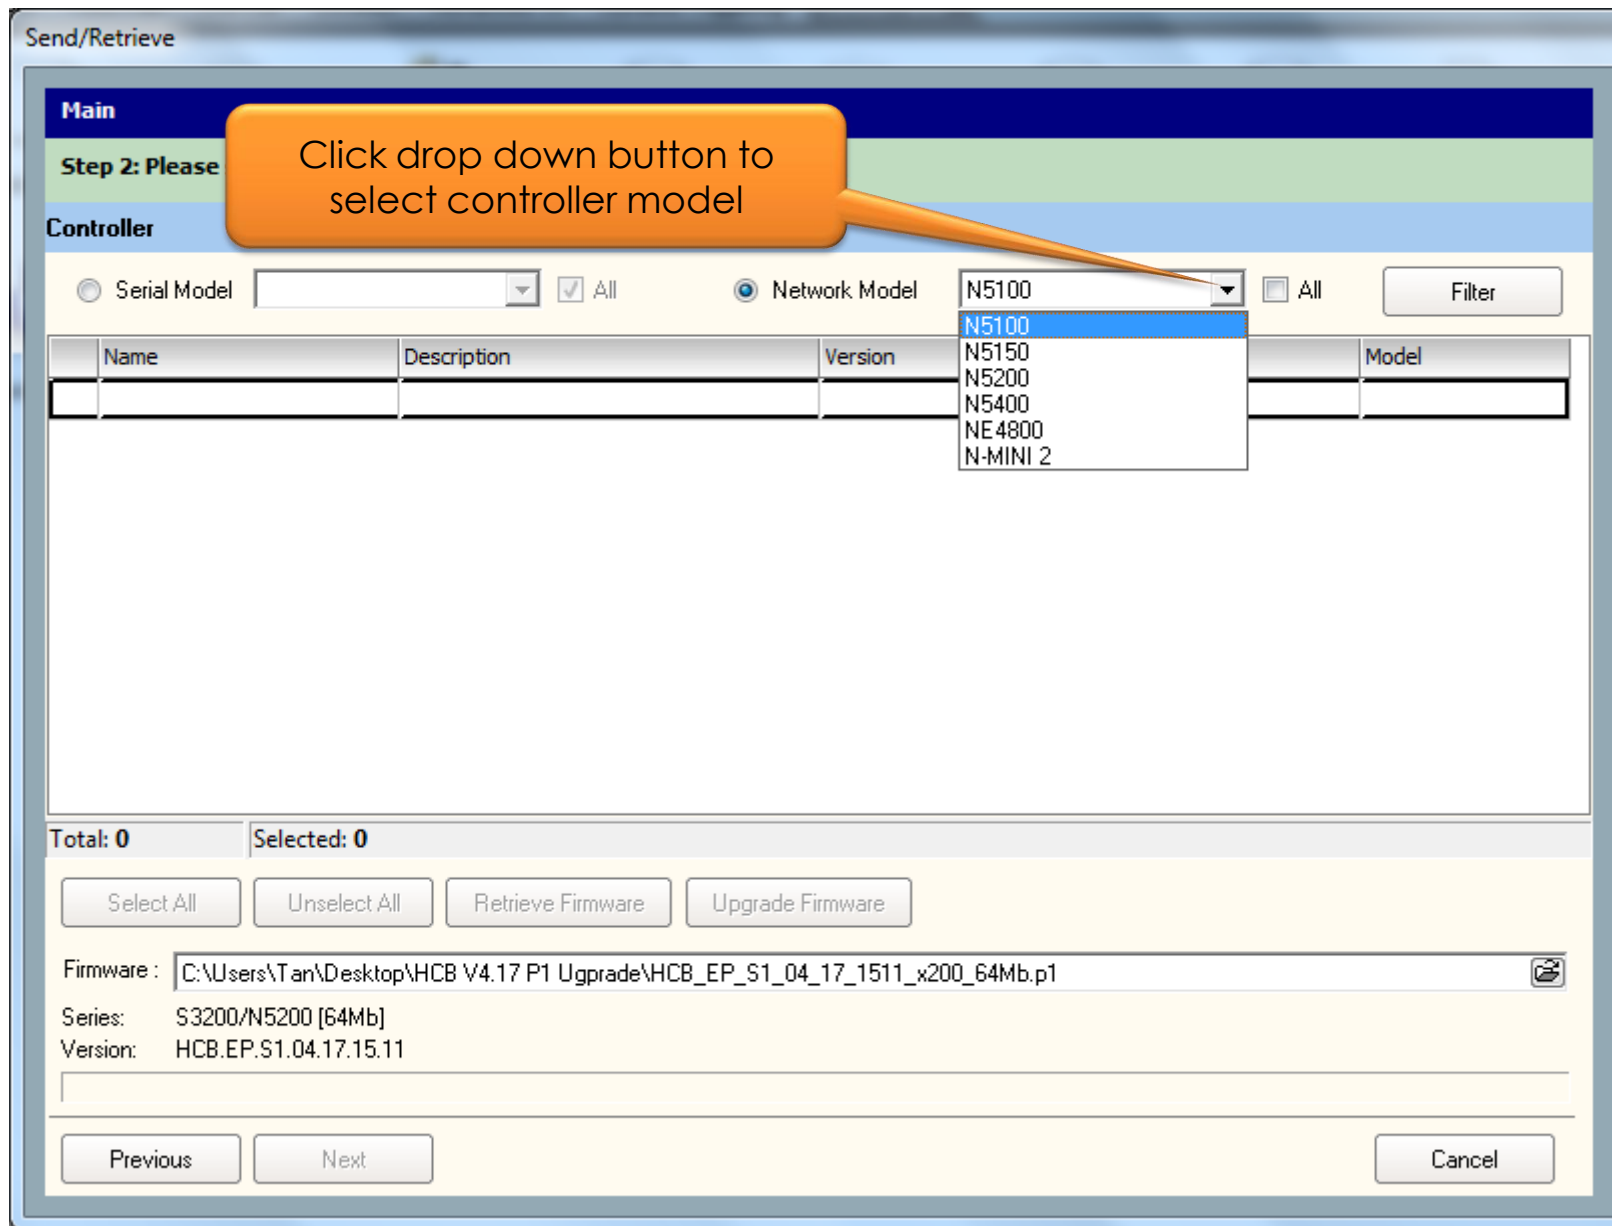 Send/Retrieve
Main
Step 2: Please
Click drop down button to
select controller model
Controller
Serial Model All Network Model N5100 All Filter
N5100
N5150
N5200
N5400
NE4800
N-MINI 2
Name Description Version Model
Total: 0 Selected: 0
Select All Unselect All Retrieve Firmware Upgrade Firmware
Firmware : C:\Users\Tan\Desktop\HCB V4.17 P1 Ugprade\HCB_EP_S1_04_17_1511_x200_64Mb.p1
Series: S3200/N5200 [64Mb]
Version: HCB.EP.S1.04.17.15.11
Previous Next Cancel